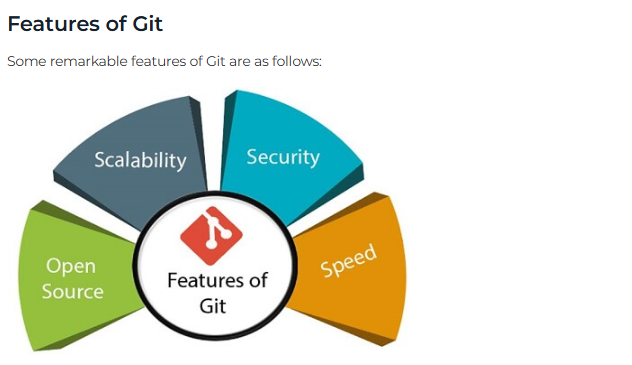 Features of Git
Some remarkable features of Git are as follows:
Scalability
Security
Open
Source
Features of
Git
Speed